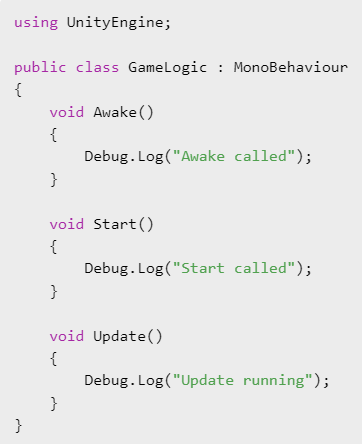 using UnityEngine;

public class GameLogic : MonoBehaviour
{
    void Awake()
    {
        Debug.Log("Awake called");
    }

    void Start()
    {
        Debug.Log("Start called");
    }

    void Update()
    {
        Debug.Log("Update running");
    }
}